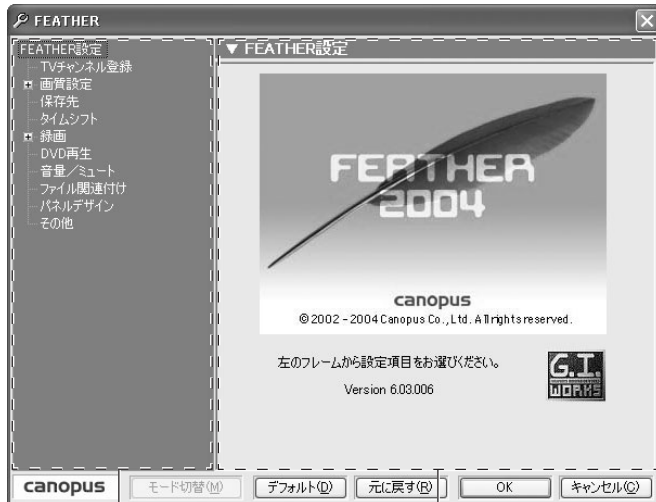 FEATHER
FEATHER設定
TVチャンネル登録
画質設定
保存先
タイムシフト
録画
DVD再生
音量／ミュート
ファイル関連付け
パネルデザイン
その他
▼ FEATHER設定
FEATHER
2004
canopus
©2002-2004 Canopus Co., Ltd. All rights reserved.
左のフレームから設定項目をお選びください。
Version 6.03.006
G.I.
WORKS
canopus
モード切替(M)
デフォルト(D)
元に戻す(R)
OK
キャンセル(C)